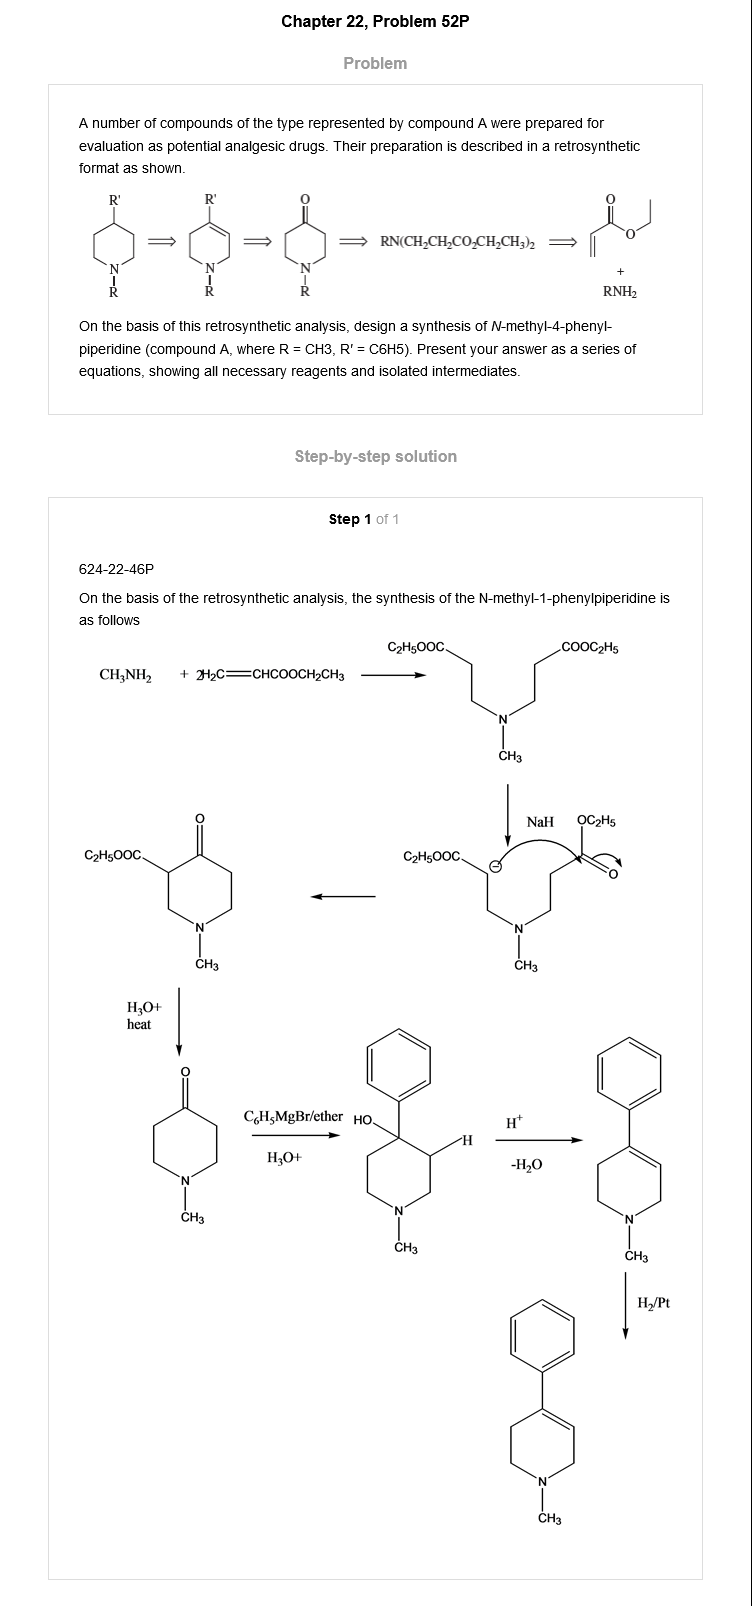 Chapter 22, Problem 52P
Problem
A number of compounds of the type represented by compound A were prepared for
evaluation as potential analgesic drugs. Their preparation is described in a retrosynthetic
format as shown.
R' R' O O
O
N N N RN(CH₂CH₂CO₂CH₂CH₃)₂ +
R R R RNH₂
On the basis of this retrosynthetic analysis, design a synthesis of N-methyl-4-phenyl-
piperidine (compound A, where R = CH3, R' = C6H5). Present your answer as a series of
equations, showing all necessary reagents and isolated intermediates.
Step-by-step solution
Step 1 of 1
624-22-46P
On the basis of the retrosynthetic analysis, the synthesis of the N-methyl-1-phenylpiperidine is
as follows
C₂H₅OOC COOC₂H₅
CH₃NH₂ + 2H₂C=CHCOOCH₂CH₃
N
CH₃
O NaH OC₂H₅
C₂H₅OOC C₂H₅OOC ⊖ O
N N
CH₃ CH₃
H₃O+
heat
O
C₆H₅MgBr/ether HO H⁺
H
H₃O+ -H₂O
N N N
CH₃ CH₃ CH₃
H₂/Pt
N
CH₃